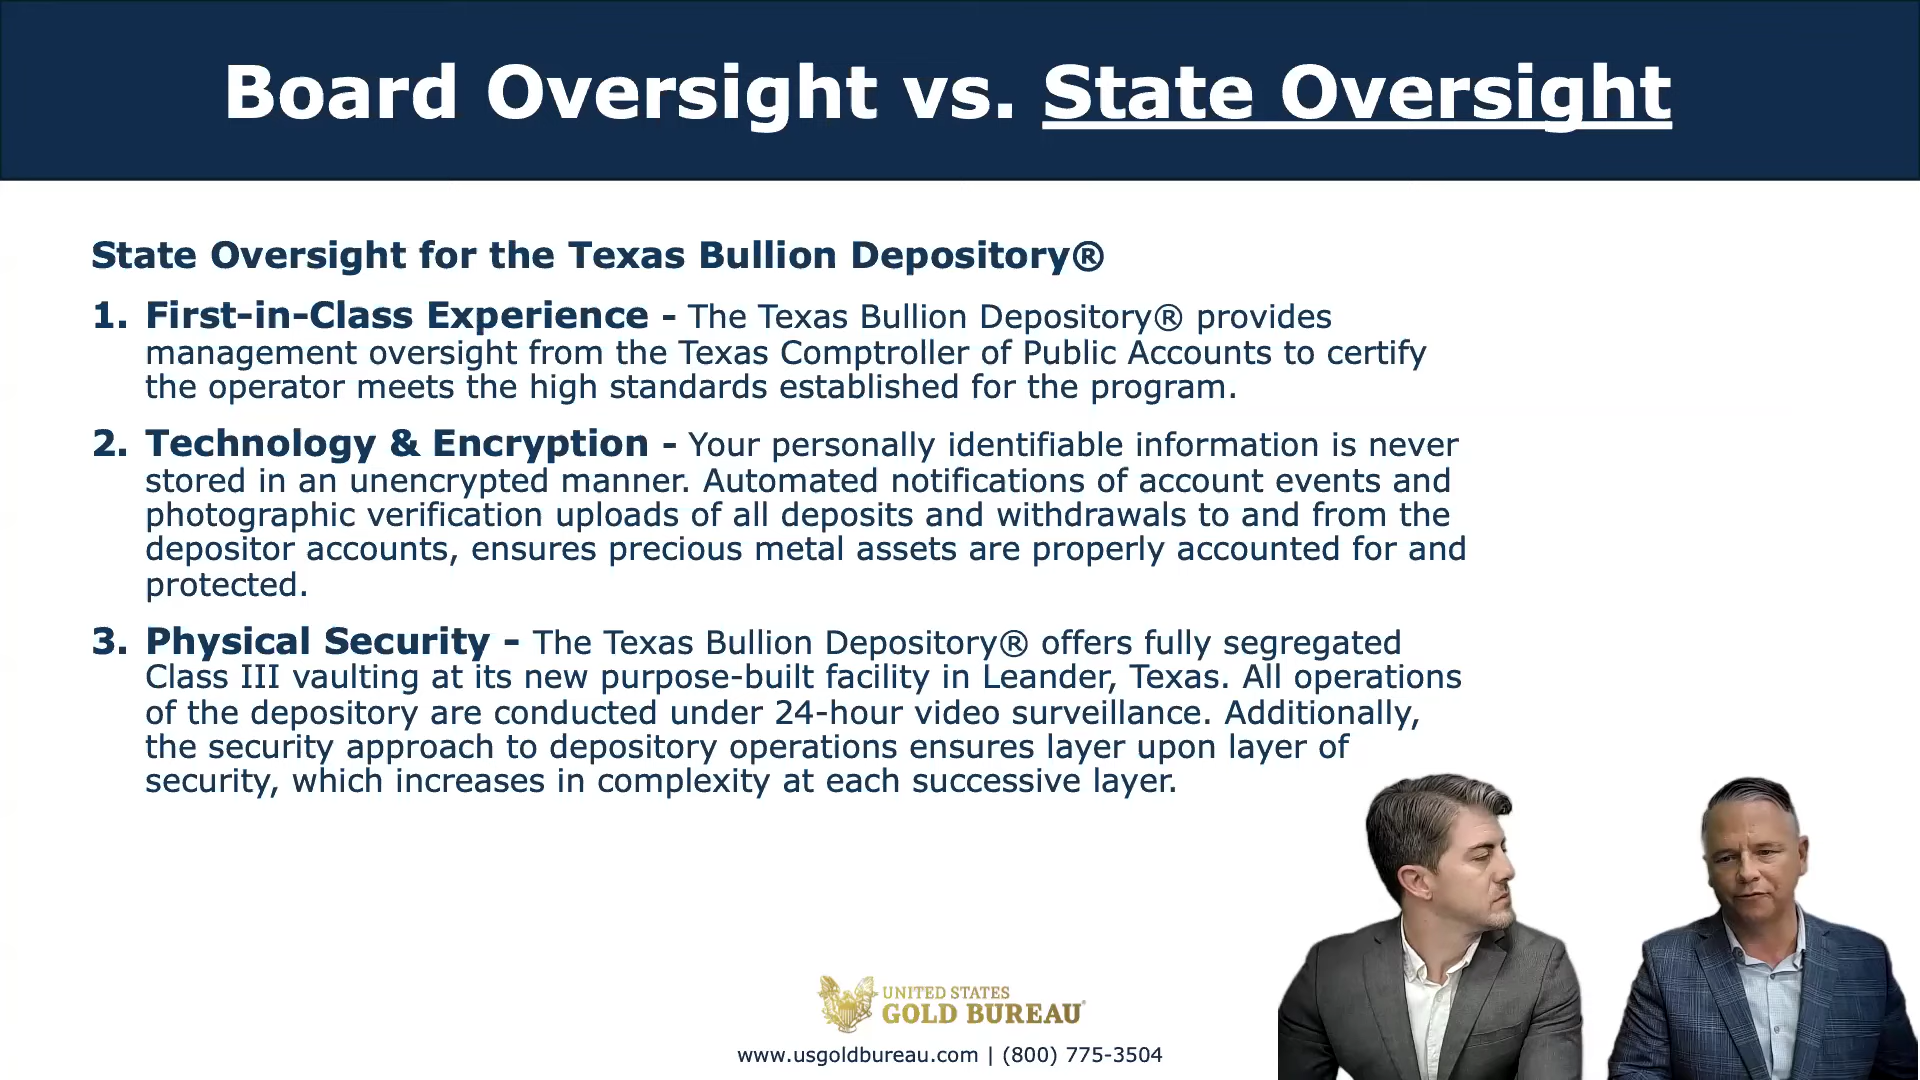 Board Oversight vs. State Oversight
State Oversight for the Texas Bullion Depository®
1. First-in-Class Experience - The Texas Bullion Depository® provides
management oversight from the Texas Comptroller of Public Accounts to certify
the operator meets the high standards established for the program.
2. Technology & Encryption - Your personally identifiable information is never
stored in an unencrypted manner. Automated notifications of account events and
photographic verification uploads of all deposits and withdrawals to and from the
depositor accounts, ensures precious metal assets are properly accounted for and
protected.
3. Physical Security - The Texas Bullion Depository® offers fully segregated
Class III vaulting at its new purpose-built facility in Leander, Texas. All operations
of the depository are conducted under 24-hour video surveillance. Additionally,
the security approach to depository operations ensures layer upon layer of
security, which increases in complexity at each successive layer.
UNITED STATES
GOLD BUREAU®
www.usgoldbureau.com | (800) 775-3504